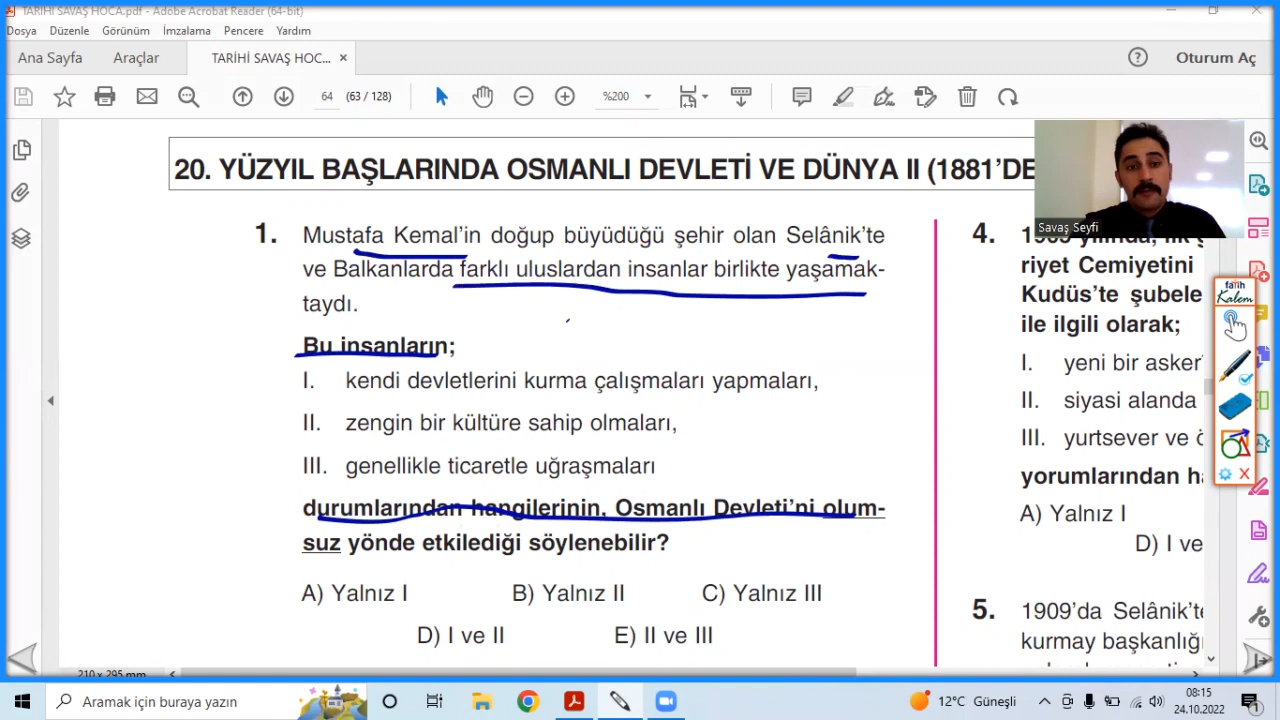 TARİHİ SAVAŞ HOCA.pdf - Adobe Acrobat Reader (64-bit)
Dosya Düzenle Görünüm İmzalama Pencere Yardım
Ana Sayfa Araçlar TARİHİ SAVAŞ HOC... × Oturum Aç
64 (63 / 128) %200
20. YÜZYIL BAŞLARINDA OSMANLI DEVLETİ VE DÜNYA II (1881’DE
Savaş Seyfi
1. Mustafa Kemal’in doğup büyüdüğü şehir olan Selânik’te
ve Balkanlarda farklı uluslardan insanlar birlikte yaşamak-
taydı.
Bu insanların;
I. kendi devletlerini kurma çalışmaları yapmaları,
II. zengin bir kültüre sahip olmaları,
III. genellikle ticaretle uğraşmaları
durumlarından hangilerinin, Osmanlı Devleti’ni olum-
suz yönde etkilediği söylenebilir?
A) Yalnız I B) Yalnız II C) Yalnız III
D) I ve II E) II ve III
4.
riyet Cemiyetini
Kudüs’te şubele
ile ilgili olarak;
I. yeni bir asker
II. siyasi alanda
III. yurtsever ve
yorumlarından ha
A) Yalnız I
D) I ve
5. 1909’da Selânik’te
kurmay başkanlığı
fatih
Kalem
210 x 295 mm
Aramak için buraya yazın
12°C Güneşli
08:15
24.10.2022